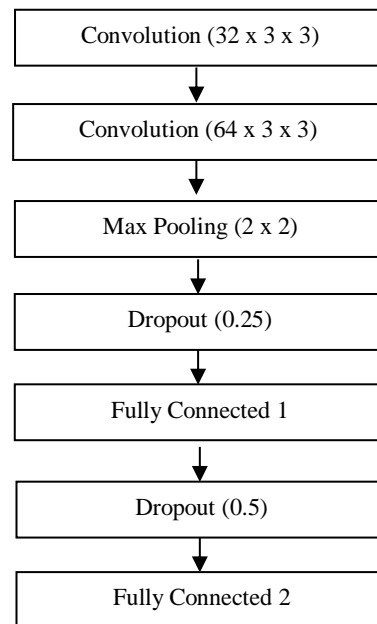 Convolution (32 x 3 x 3)
Convolution (64 x 3 x 3)
Max Pooling (2 x 2)
Dropout (0.25)
Fully Connected 1
Dropout (0.5)
Fully Connected 2